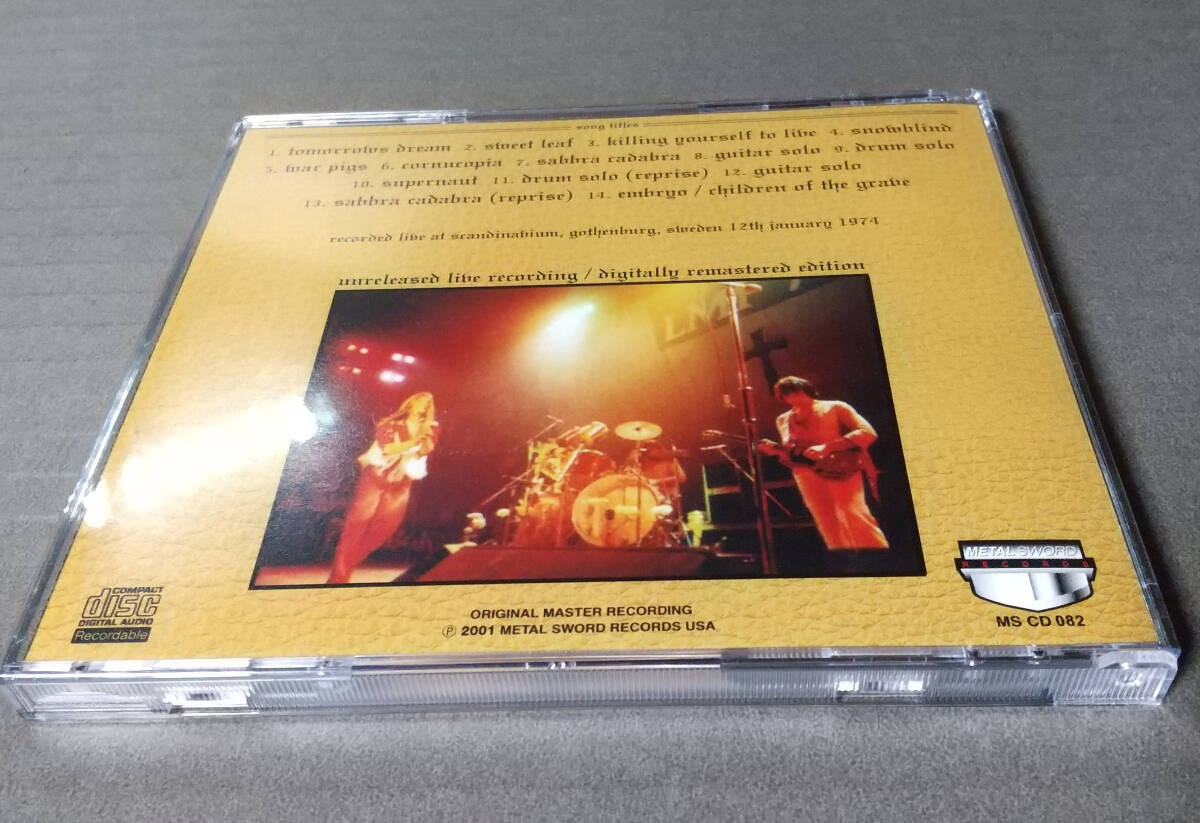 song titles
1. tomorrows dream 2. sweet leaf 3. killing yourself to live 4. snowblind
5. war pigs 6. cornucopia 7. sabbra cadabra 8. guitar solo 9. drum solo
10. supernaut 11. drum solo (reprise) 12. guitar solo
13. sabbra cadabra (reprise) 14. embryo / children of the grave
recorded live at scandinavium, gothenburg, sweden 12th january 1974
unreleased live recording / digitally remastered edition
COMPACT
disc
DIGITAL AUDIO
Recordable
ORIGINAL MASTER RECORDING
℗ 2001 METAL SWORD RECORDS USA
METAL SWORD
RECORDS
MS CD 082